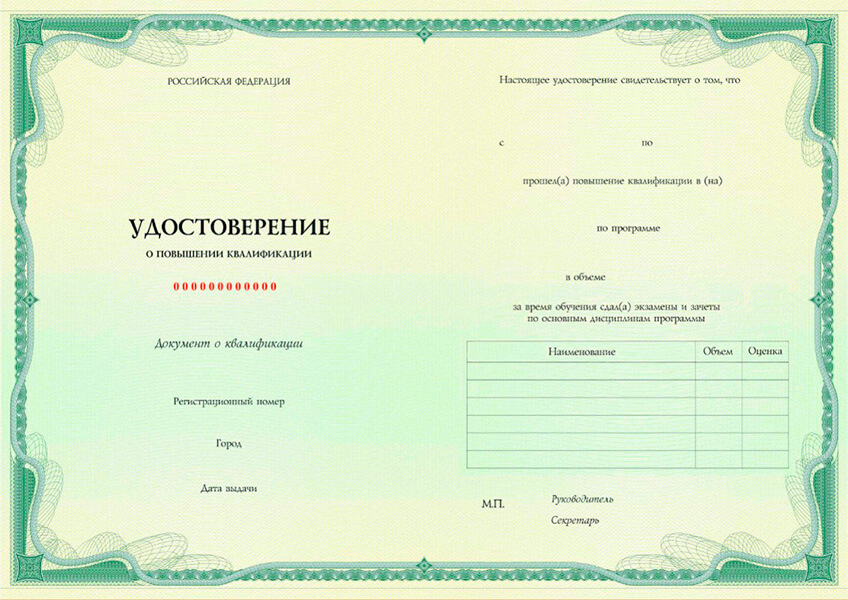 РОССИЙСКАЯ ФЕДЕРАЦИЯ
УДОСТОВЕРЕНИЕ
О ПОВЫШЕНИИ КВАЛИФИКАЦИИ
000000000000
Документ о квалификации
Регистрационный номер
Город
Дата выдачи
Настоящее удостоверение свидетельствует о том, что
с по
прошел(а) повышение квалификации в (на)
по программе
в объеме
за время обучения сдал(а) экзамены и зачеты
по основным дисциплинам программы
Наименование Объем Оценка
М.П. Руководитель
Секретарь